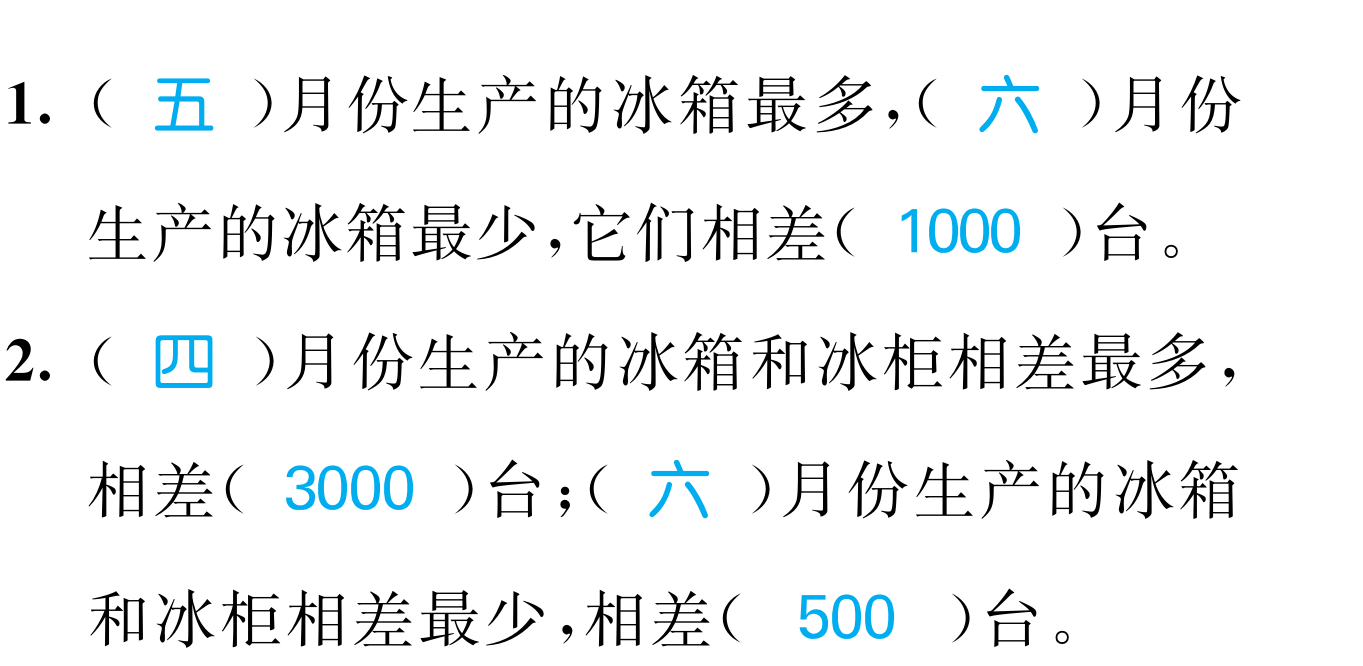 1.（ 五 ）月份生产的冰箱最多,（ 六 ）月份
生产的冰箱最少,它们相差（ 1000 ）台。
2.（ 四 ）月份生产的冰箱和冰柜相差最多,
相差（ 3000 ）台;（ 六 ）月份生产的冰箱
和冰柜相差最少,相差（ 500 ）台。